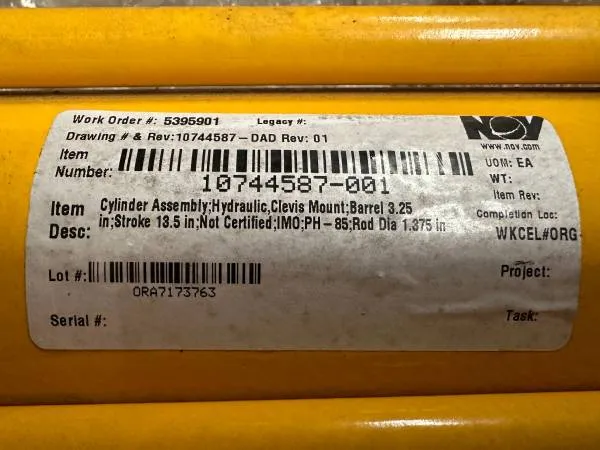 Work Order #: 5395901 Legacy #:
NOV
Drawing # & Rev:10744587-DAD Rev: 01
www.nov.com
Item Number:
10744587-001
UOM: EA
WT:
Item Rev:
Item Desc: Cylinder Assembly;Hydraulic,Clevis Mount;Barrel 3.25
in;Stroke 13.5 in;Not Certified;IMO;PH-85;Rod Dia 1.375 in
Completion Loc:
WKCEL#ORG-
Lot #:
ORA7173763
Project:
Serial #:
Task: